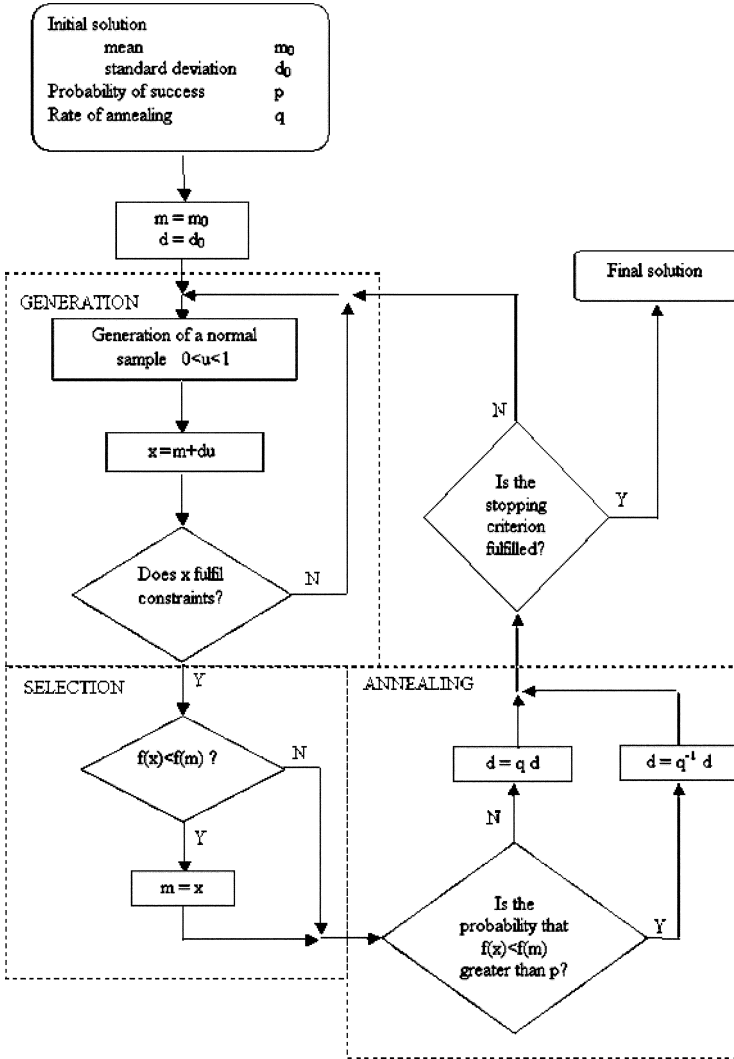 Initial solution
mean m₀
standard deviation d₀
Probability of success p
Rate of annealing q
m = m₀
d = d₀
GENERATION
Generation of a normal
sample 0<u<1
x=m+du
Does x fulfil
constraints?
N
Y
SELECTION
f(x)<f(m) ?
N
Y
m = x
ANNEALING
Is the
probability that
f(x)<f(m)
greater than p?
N
Y
d = q d
d = q⁻¹ d
Is the
stopping
criterion
fulfilled?
N
Y
Final solution